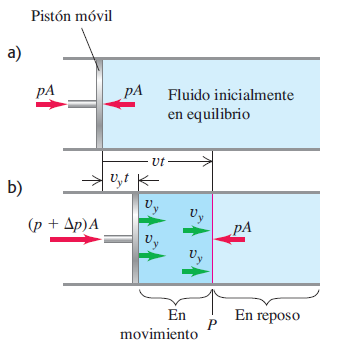 Pistón móvil
a)
pA
pA
Fluido inicialmente
en equilibrio
vt
v_y t
b)
(p + Δp)A
v_y
v_y
v_y
v_y
pA
En
movimiento
P
En reposo